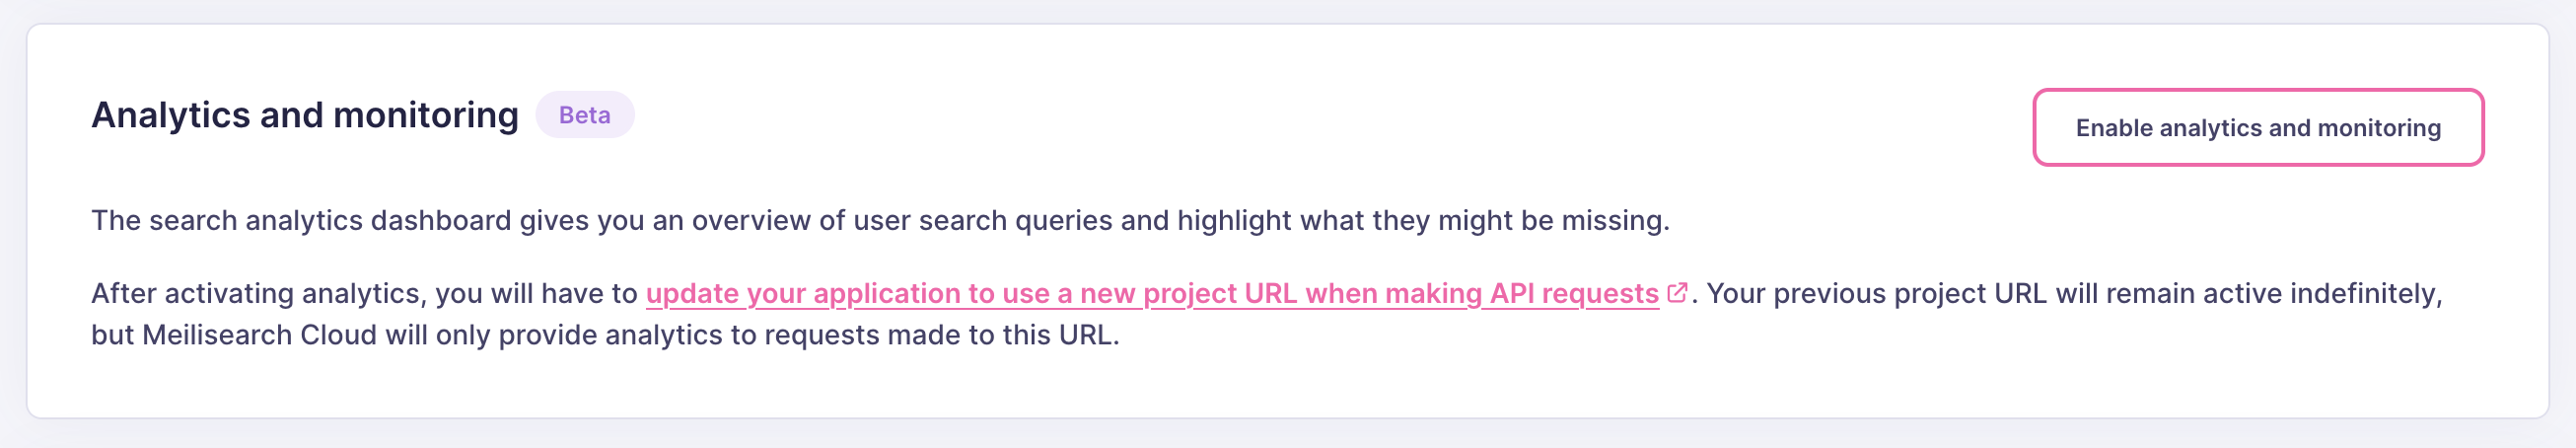 Analytics and monitoring Beta
Enable analytics and monitoring
The search analytics dashboard gives you an overview of user search queries and highlight what they might be missing.
After activating analytics, you will have to update your application to use a new project URL when making API requests. Your previous project URL will remain active indefinitely,
but Meilisearch Cloud will only provide analytics to requests made to this URL.